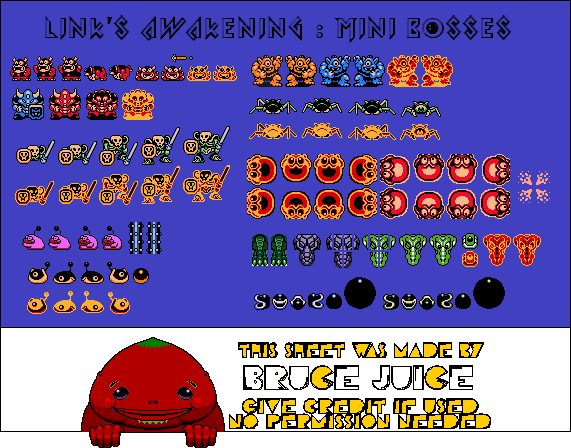 LINK'S AWAKENING : MINI BOSSES
THIS SHEET WAS MADE BY
BRUCE JUICE
GIVE CREDIT IF USED
NO PERMISSION NEEDED